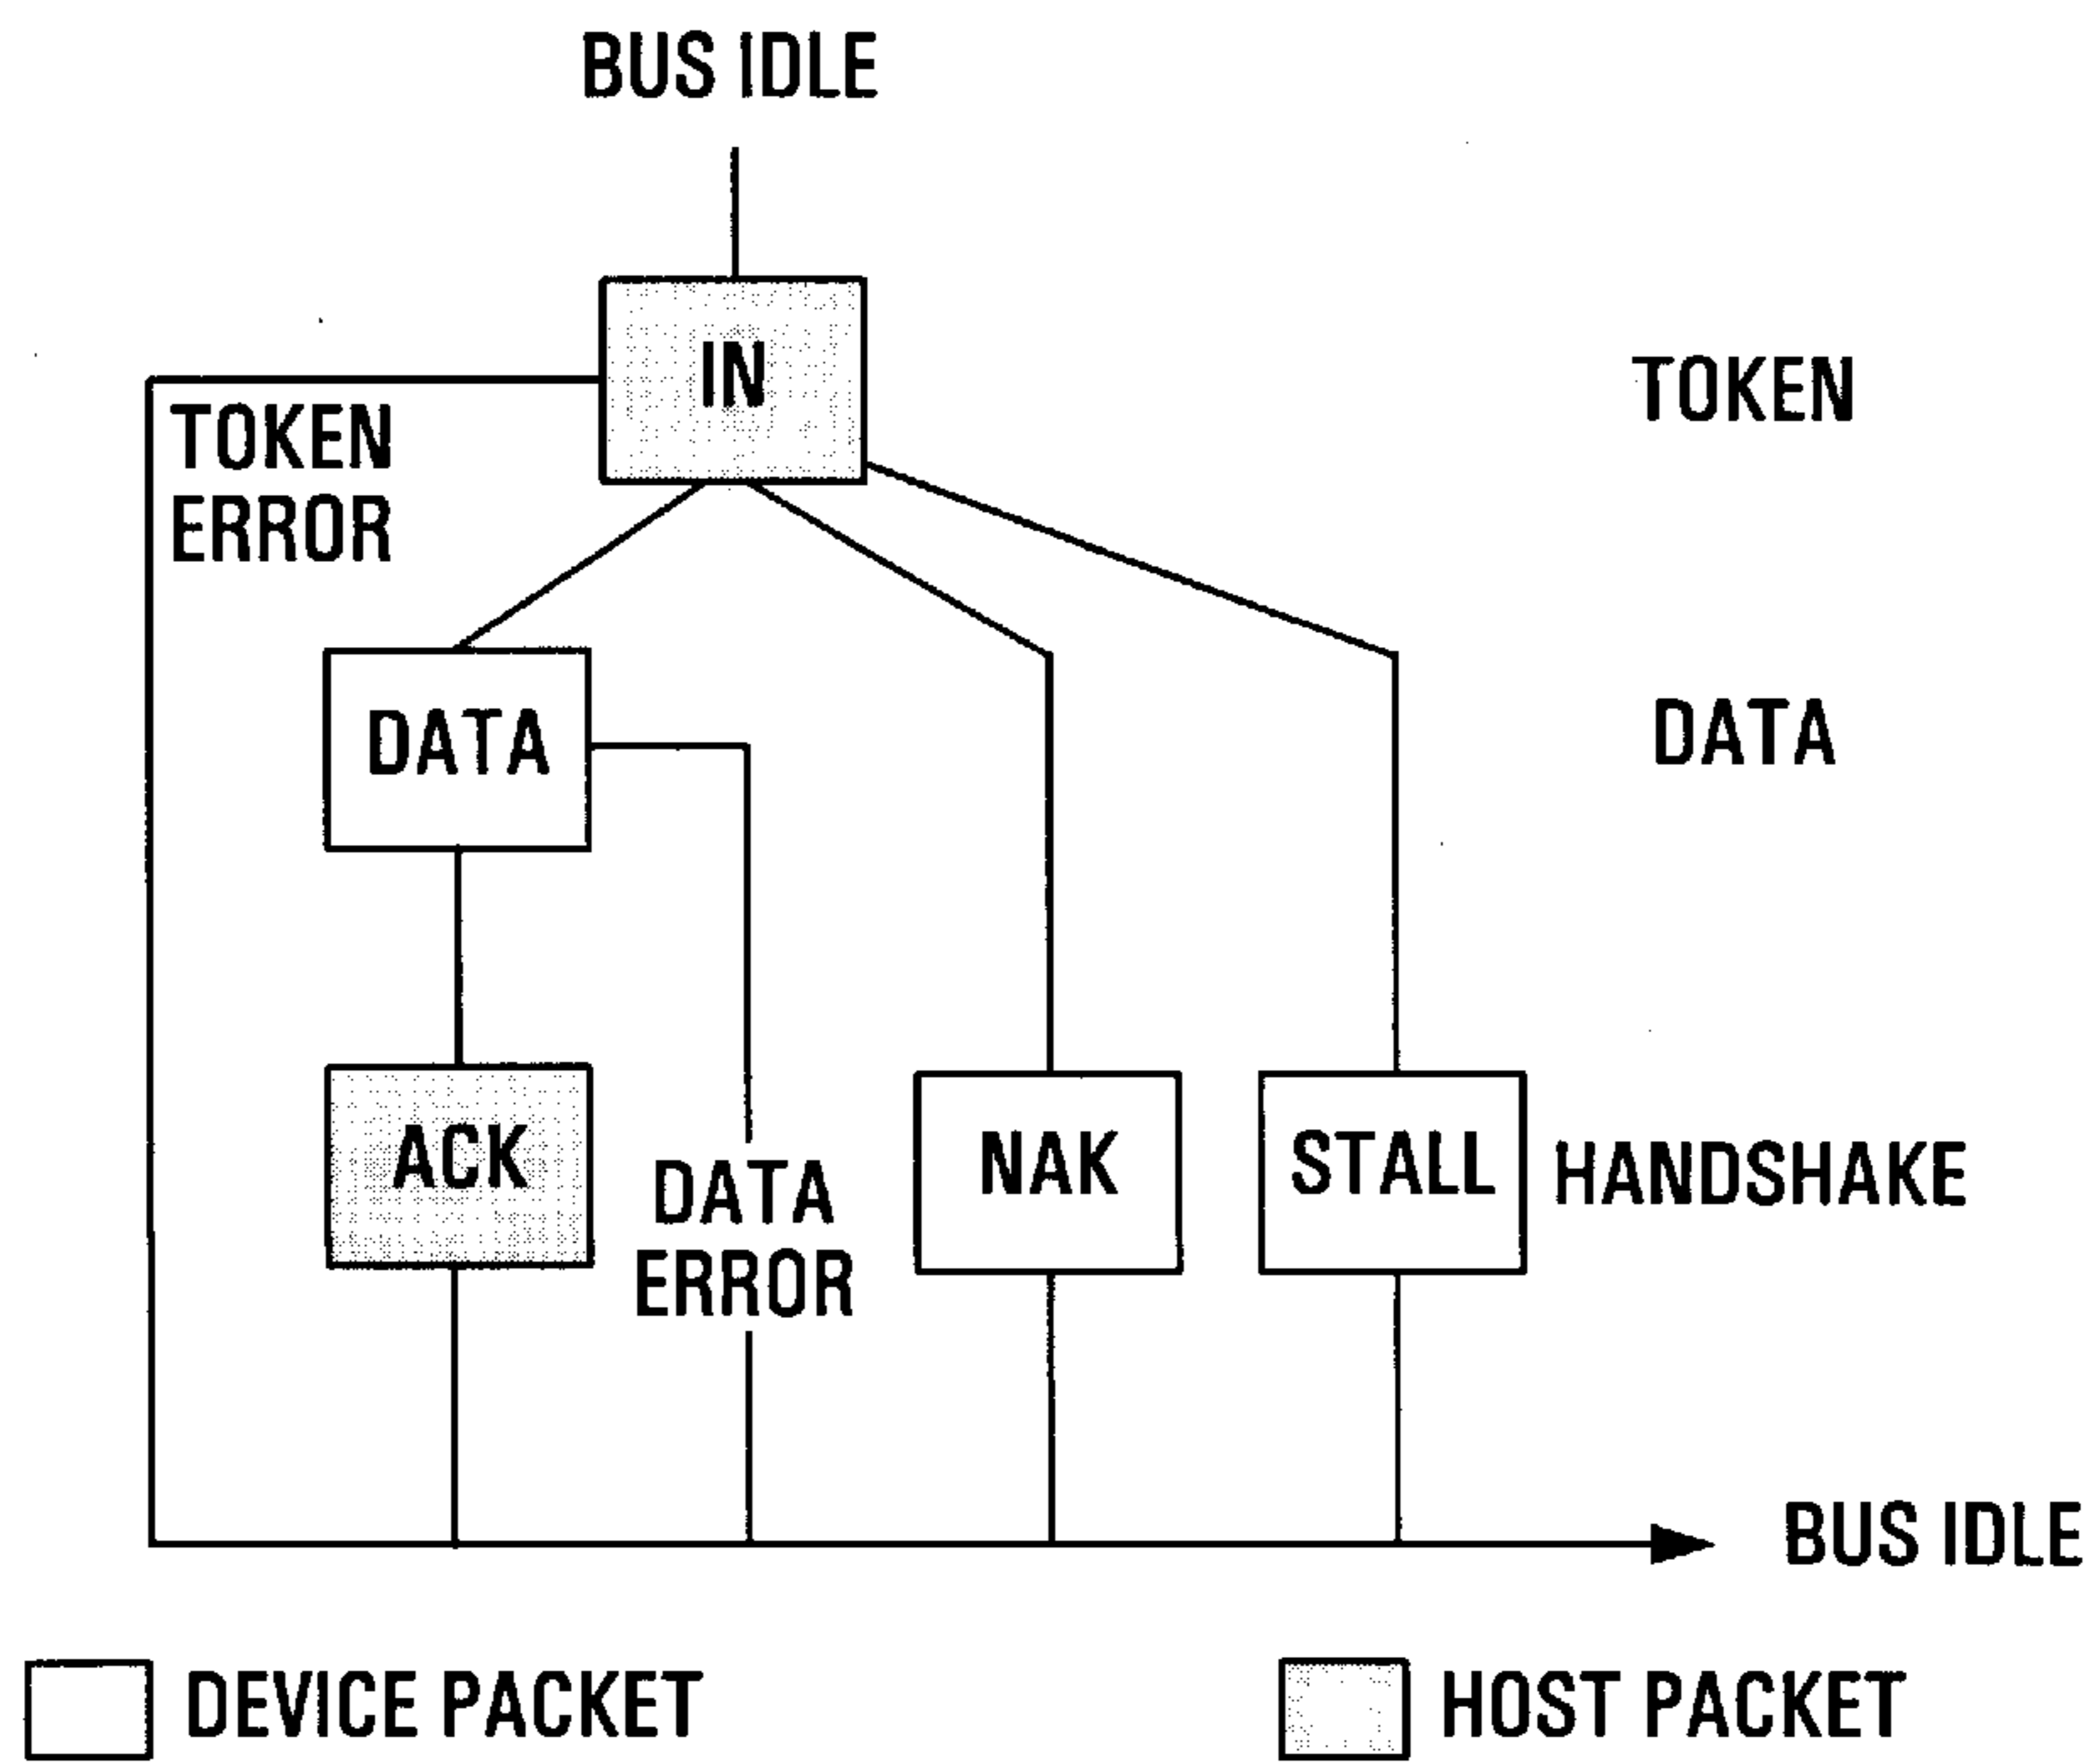 BUS IDLE
IN
TOKEN
TOKEN
ERROR
DATA
DATA
ACK
DATA
ERROR
NAK
STALL
HANDSHAKE
BUS IDLE
DEVICE PACKET
HOST PACKET